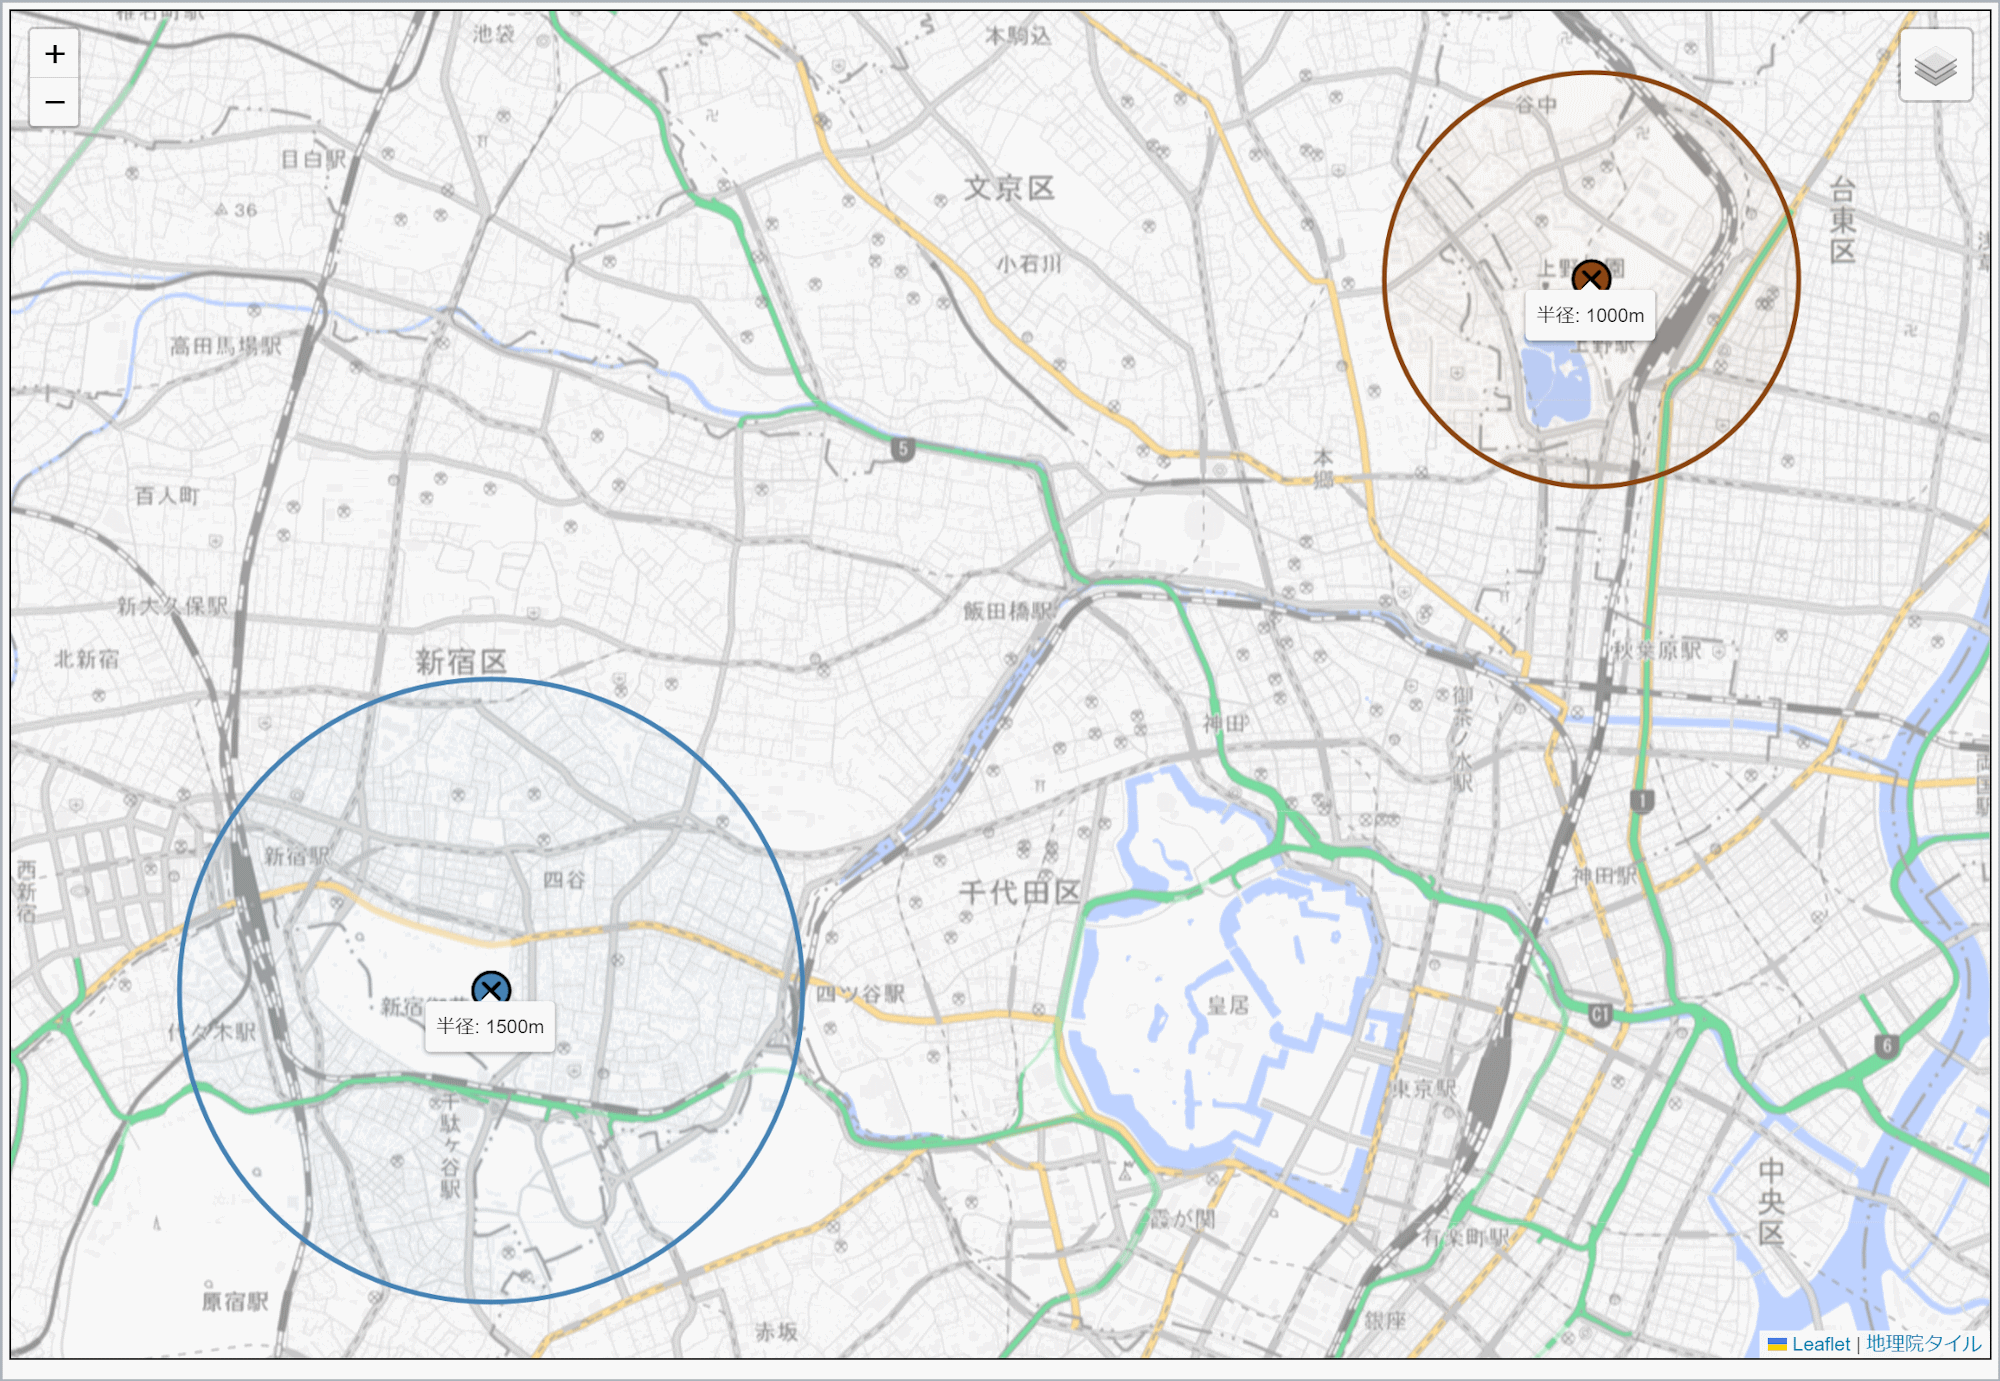 +
−
池袋
本駒込
谷中
目白駅
36
文京区
台東区
小石川
半径: 1000m
上野駅
高田馬場駅
5
本郷
百人町
新大久保駅
飯田橋駅
秋葉原駅
北新宿
新宿区
御茶ノ水駅
神田
両国駅
1
新宿駅
西新宿
四谷
千代田区
神田駅
四ツ谷駅
皇居
C1
半径: 1500m
代々木駅
6
東京駅
千駄ヶ谷駅
中央区
霞が関
有楽町駅
原宿駅
赤坂
銀座
Leaflet | 地理院タイル